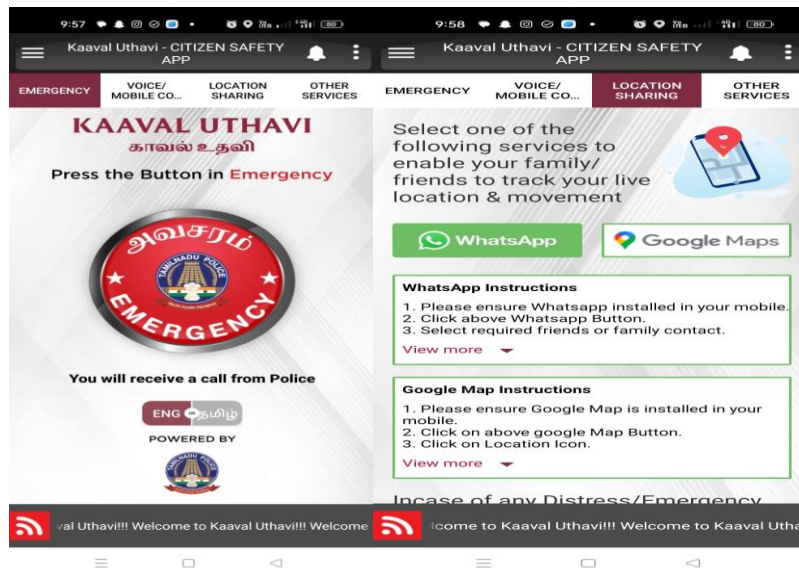 9:57
80
Kaaval Uthavi - CITIZEN SAFETY
APP
EMERGENCY
VOICE/
MOBILE CO...
LOCATION
SHARING
OTHER
SERVICES
KAAVAL UTHAVI
காவல் உதவி
Press the Button in Emergency
அவசரம்
TAMILNADU POLICE
EMERGENCY
You will receive a call from Police
ENG தமிழ்
POWERED BY
val Uthavi!!! Welcome to Kaaval Uthavi!!! Welcome
9:58
80
Kaaval Uthavi - CITIZEN SAFETY
APP
EMERGENCY
VOICE/
MOBILE CO...
LOCATION
SHARING
OTHER
SERVICES
Select one of the
following services to
enable your family/
friends to track your live
location & movement
WhatsApp
Google Maps
WhatsApp Instructions
1. Please ensure Whatsapp installed in your mobile.
2. Click above Whatsapp Button.
3. Select required friends or family contact.
View more
Google Map Instructions
1. Please ensure Google Map is installed in your
mobile.
2. Click on above google Map Button.
3. Click on Location Icon.
View more
Incase of any Distress/Emergency
lcome to Kaaval Uthavi!!! Welcome to Kaaval Utha